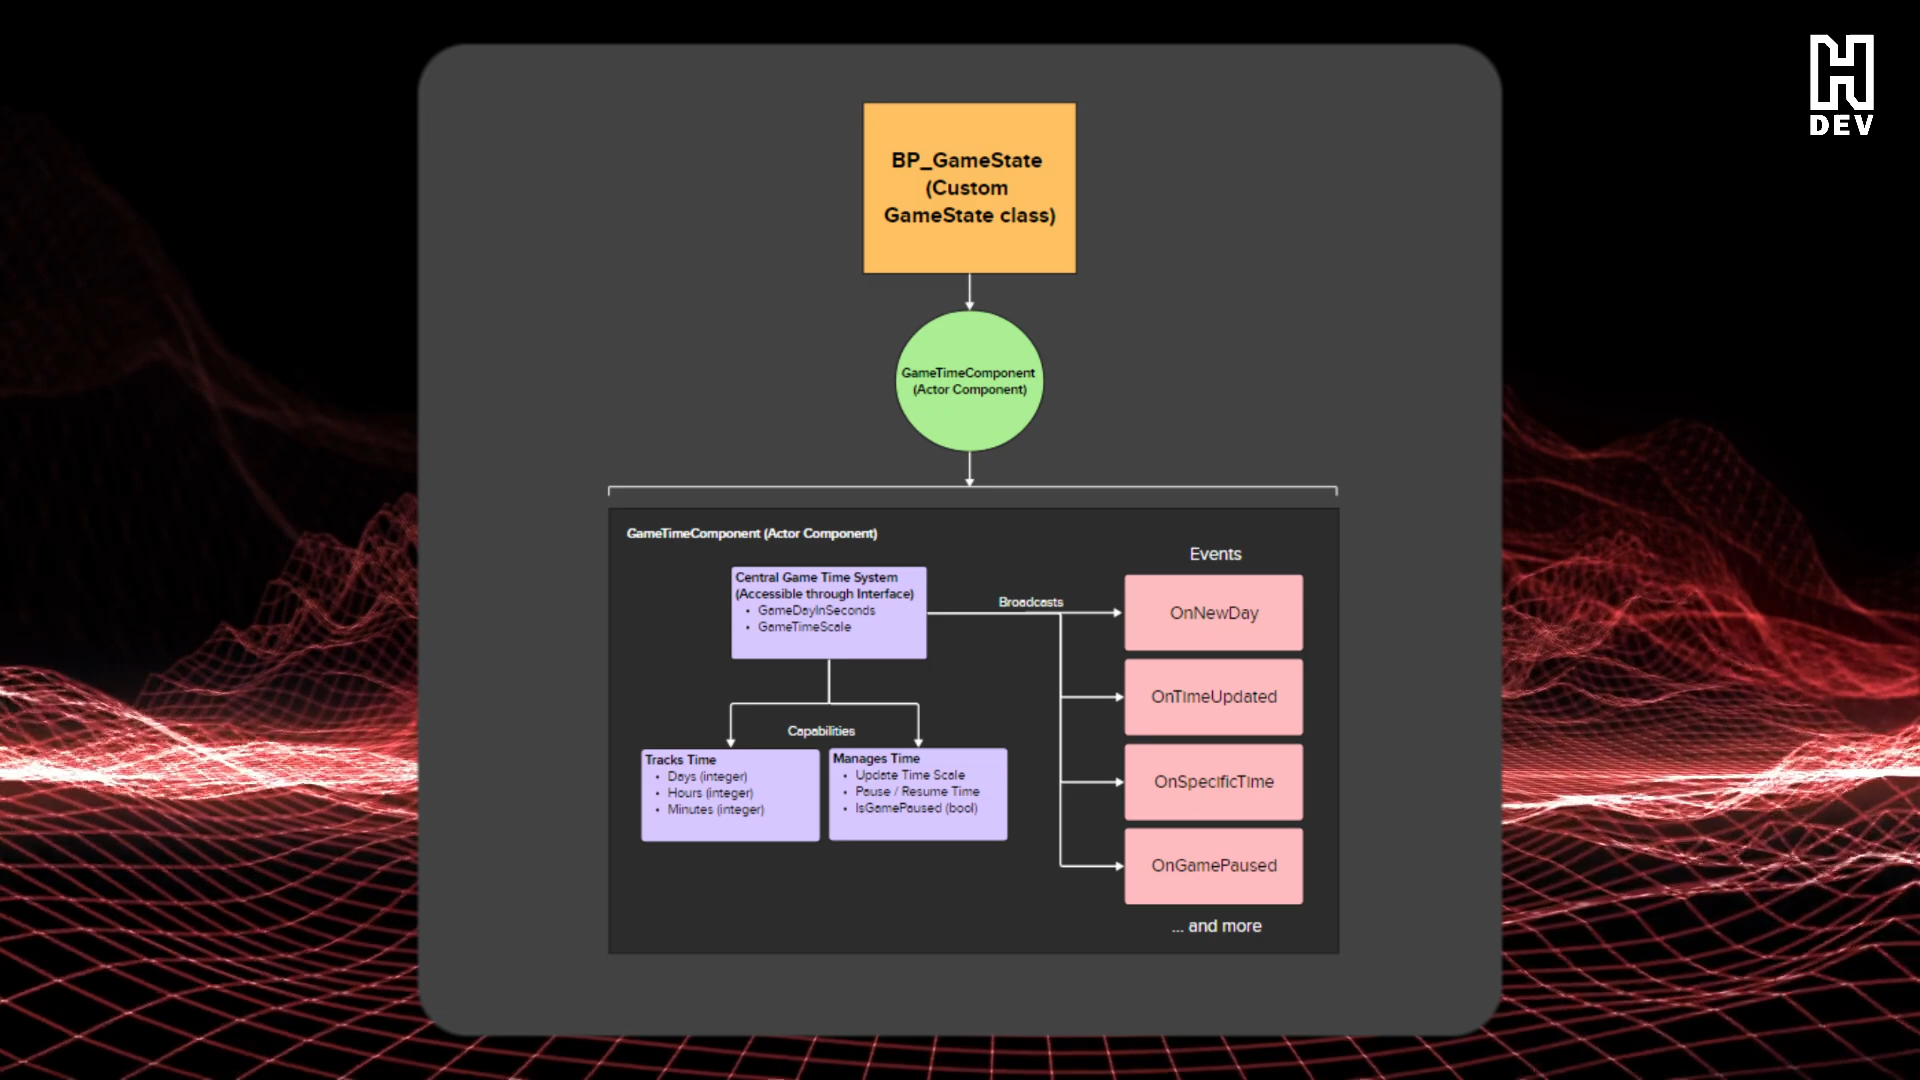 DEV
BP_GameState
(Custom
GameState class)
GameTimeComponent
(Actor Component)
GameTimeComponent (Actor Component)
Central Game Time System
(Accessible through Interface)
• GameDayInSeconds
• GameTimeScale
Broadcasts
Capabilities
Tracks Time
• Days (integer)
• Hours (integer)
• Minutes (integer)
Manages Time
• Update Time Scale
• Pause / Resume Time
• IsGamePaused (bool)
Events
OnNewDay
OnTimeUpdated
OnSpecificTime
OnGamePaused
... and more